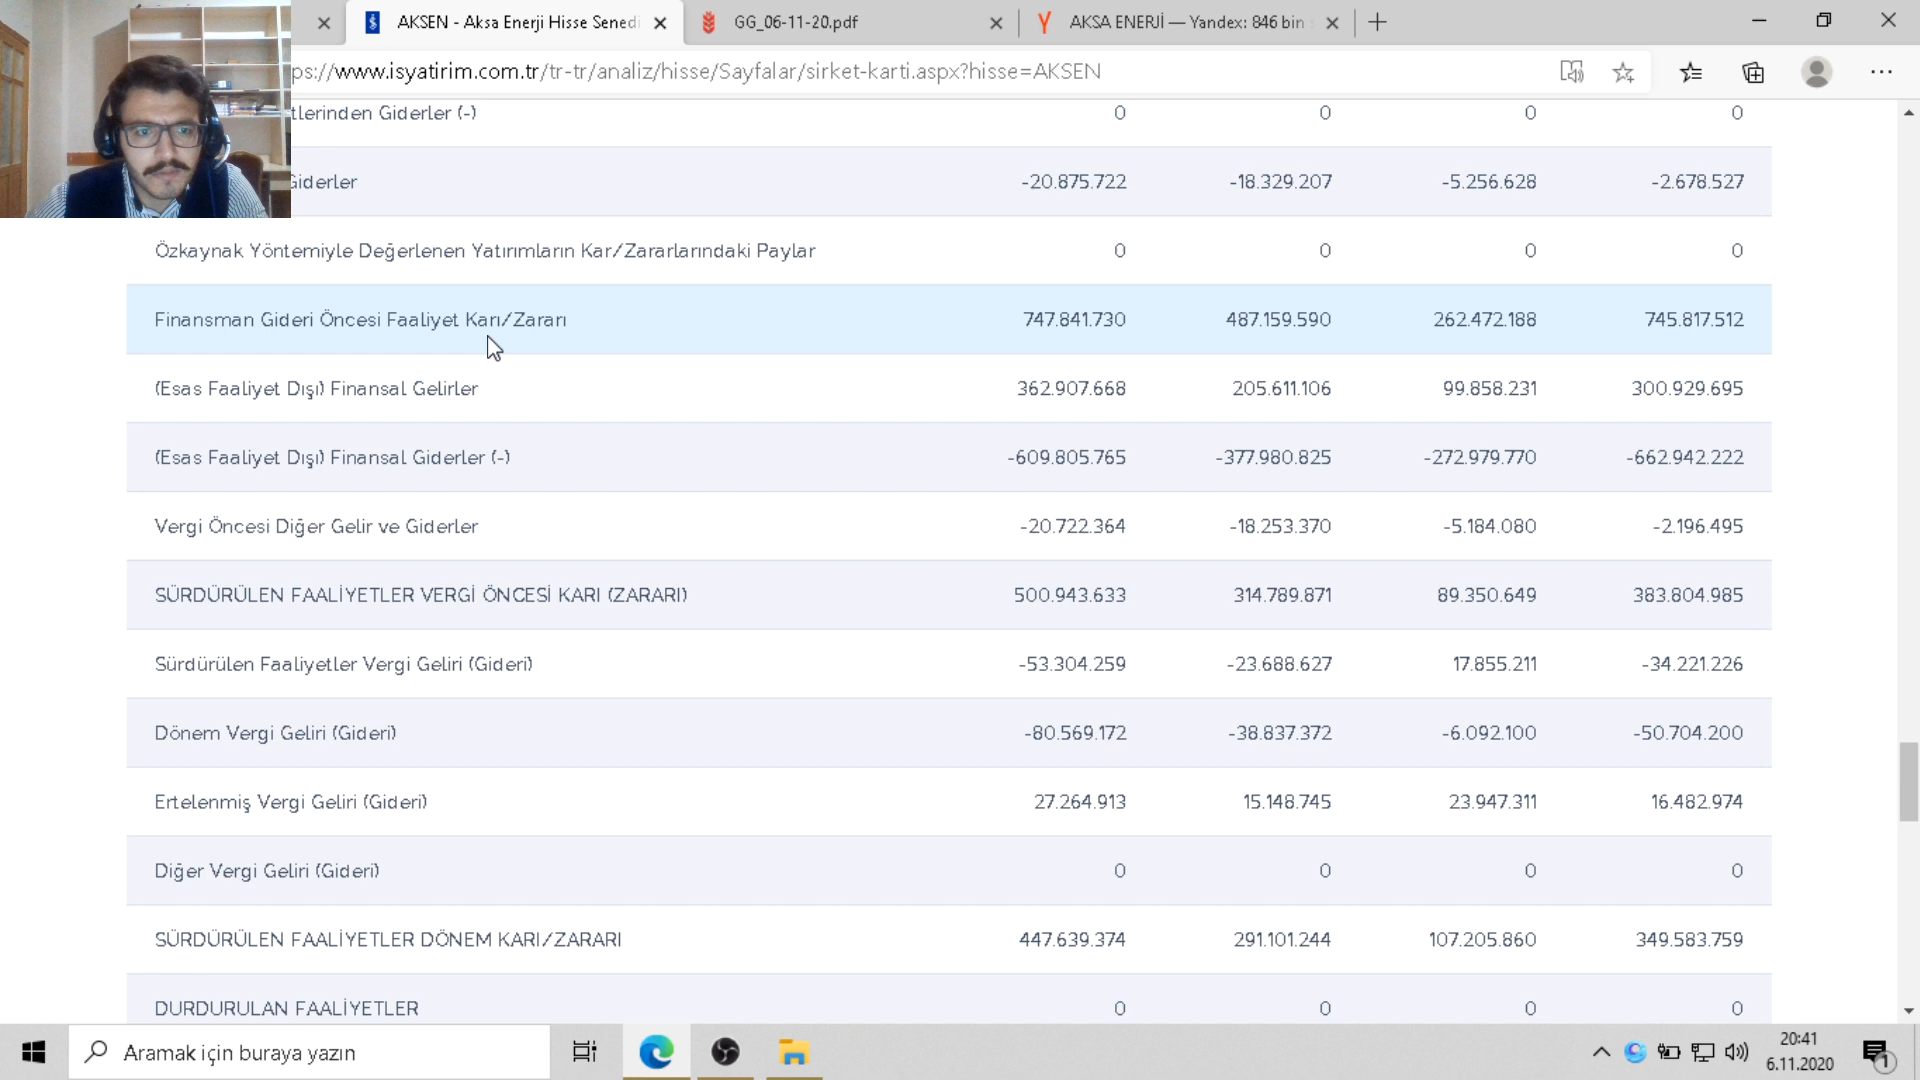 AKSEN - Aksa Enerji Hisse Senedi
GG_06-11-20.pdf
AKSA ENERJİ — Yandex: 846 bin
ps://www.isyatirim.com.tr/tr-tr/analiz/hisse/Sayfalar/sirket-karti.aspx?hisse=AKSEN
tlerinden Giderler (-) 0 0 0 0
Giderler -20.875.722 -18.329.207 -5.256.628 -2.678.527
Özkaynak Yöntemiyle Değerlenen Yatırımların Kar/Zararlarındaki Paylar 0 0 0 0
Finansman Gideri Öncesi Faaliyet Karı/Zararı 747.841.730 487.159.590 262.472.188 745.817.512
(Esas Faaliyet Dışı) Finansal Gelirler 362.907.668 205.611.106 99.858.231 300.929.695
(Esas Faaliyet Dışı) Finansal Giderler (-) -609.805.765 -377.980.825 -272.979.770 -662.942.222
Vergi Öncesi Diğer Gelir ve Giderler -20.722.364 -18.253.370 -5.184.080 -2.196.495
SÜRDÜRÜLEN FAALİYETLER VERGİ ÖNCESİ KARI (ZARARI) 500.943.633 314.789.871 89.350.649 383.804.985
Sürdürülen Faaliyetler Vergi Geliri (Gideri) -53.304.259 -23.688.627 17.855.211 -34.221.226
Dönem Vergi Geliri (Gideri) -80.569.172 -38.837.372 -6.092.100 -50.704.200
Ertelenmiş Vergi Geliri (Gideri) 27.264.913 15.148.745 23.947.311 16.482.974
Diğer Vergi Geliri (Gideri) 0 0 0 0
SÜRDÜRÜLEN FAALİYETLER DÖNEM KARI/ZARARI 447.639.374 291.101.244 107.205.860 349.583.759
DURDURULAN FAALİYETLER 0 0 0 0
Aramak için buraya yazın
20:41
6.11.2020
1